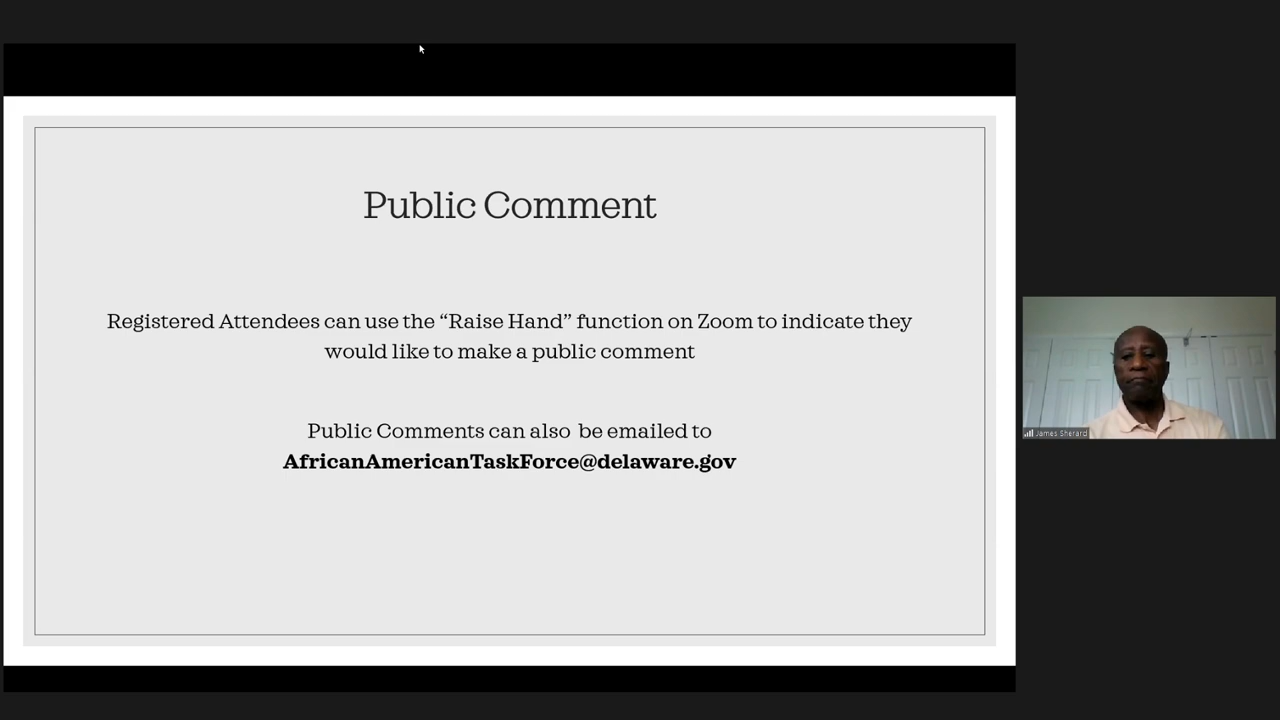 Public Comment
Registered Attendees can use the “Raise Hand” function on Zoom to indicate they
would like to make a public comment
Public Comments can also  be emailed to
AfricanAmericanTaskForce@delaware.gov
James Sherard